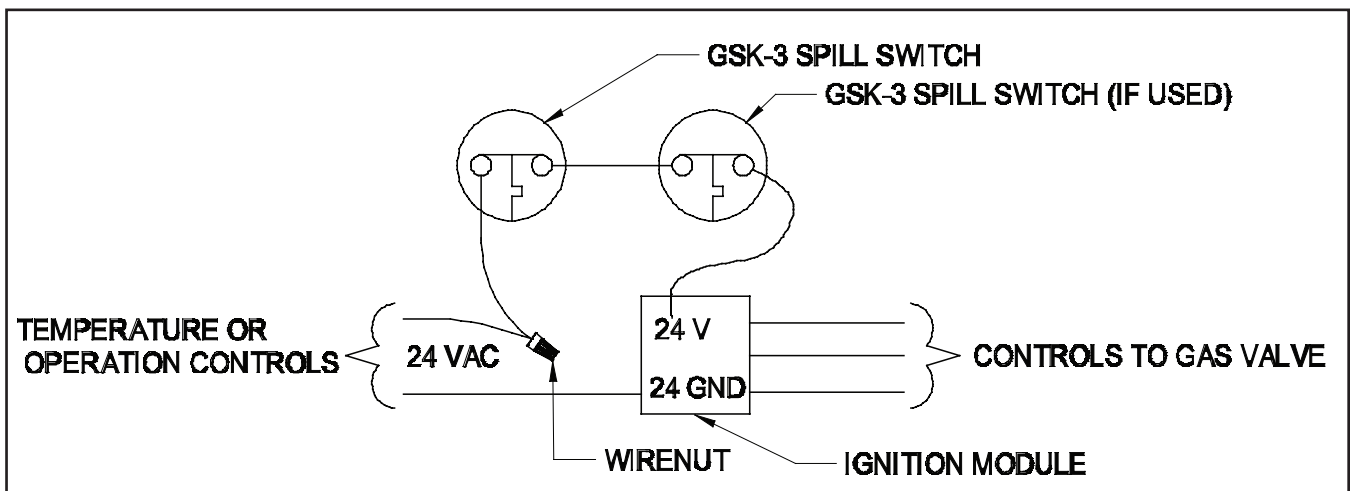 GSK-3 SPILL SWITCH
GSK-3 SPILL SWITCH (IF USED)
TEMPERATURE OR
OPERATION CONTROLS
24 VAC
24 V
24 GND
CONTROLS TO GAS VALVE
WIRENUT
IGNITION MODULE